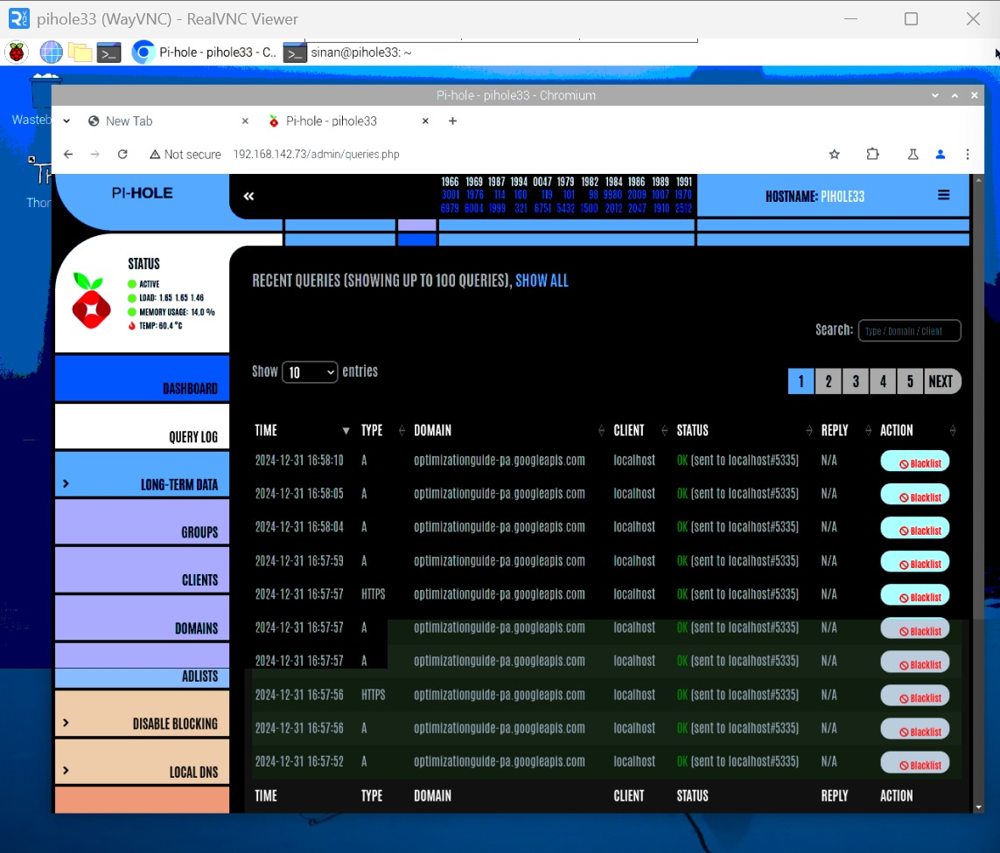 pihole33 (WayVNC) - RealVNC Viewer
Pi-hole - pihole33 - C.. sinan@pihole33: ~
Pi-hole - pihole33 - Chromium
Wasteb
New Tab Pi-hole - pihole33
Not secure 192.168.142.73/admin/queries.php
Th
Thor
PI-HOLE
1966 1969 1987 1994 0047 1979 1982 1984 1986 1989 1991
3001 1976 114 100 119 101 98 9980 2009 1007 1970
6979 8004 1999 321 6751 5432 1500 2012 2047 1910 2512
HOSTNAME: PIHOLE33
STATUS
ACTIVE
LOAD: 1.65 1.65 1.46
MEMORY USAGE: 14.0 %
TEMP: 60.4 °C
DASHBOARD
QUERY LOG
LONG-TERM DATA
GROUPS
CLIENTS
DOMAINS
ADLISTS
DISABLE BLOCKING
LOCAL DNS
RECENT QUERIES (SHOWING UP TO 100 QUERIES), SHOW ALL
Search: Type / Domain / Client
Show 10 entries
1 2 3 4 5 NEXT
TIME TYPE DOMAIN CLIENT STATUS REPLY ACTION
2024-12-31 16:58:10 A optimizationguide-pa.googleapis.com localhost OK (sent to localhost#5335) N/A Blacklist
2024-12-31 16:58:05 A optimizationguide-pa.googleapis.com localhost OK (sent to localhost#5335) N/A Blacklist
2024-12-31 16:58:04 A optimizationguide-pa.googleapis.com localhost OK (sent to localhost#5335) N/A Blacklist
2024-12-31 16:57:59 A optimizationguide-pa.googleapis.com localhost OK (sent to localhost#5335) N/A Blacklist
2024-12-31 16:57:57 HTTPS optimizationguide-pa.googleapis.com localhost OK (sent to localhost#5335) N/A Blacklist
2024-12-31 16:57:57 A optimizationguide-pa.googleapis.com localhost OK (sent to localhost#5335) N/A Blacklist
2024-12-31 16:57:57 A optimizationguide-pa.googleapis.com localhost OK (sent to localhost#5335) N/A Blacklist
2024-12-31 16:57:56 HTTPS optimizationguide-pa.googleapis.com localhost OK (sent to localhost#5335) N/A Blacklist
2024-12-31 16:57:56 A optimizationguide-pa.googleapis.com localhost OK (sent to localhost#5335) N/A Blacklist
2024-12-31 16:57:52 A optimizationguide-pa.googleapis.com localhost OK (sent to localhost#5335) N/A Blacklist
TIME TYPE DOMAIN CLIENT STATUS REPLY ACTION